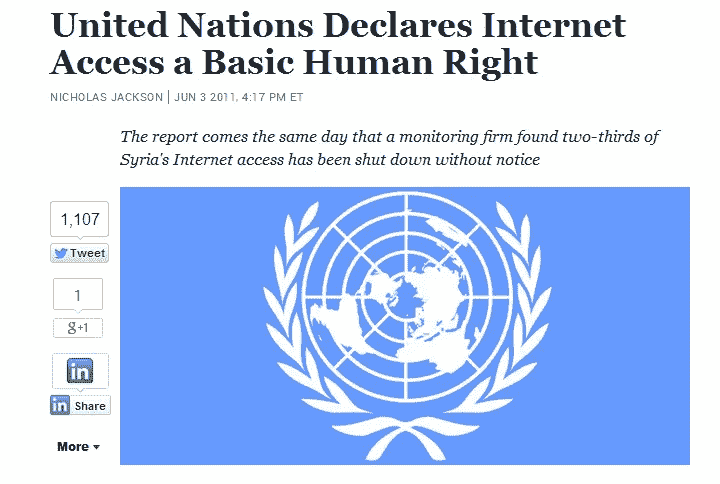 United Nations Declares Internet
Access a Basic Human Right
NICHOLAS JACKSON | JUN 3 2011, 4:17 PM ET
The report comes the same day that a monitoring firm found two-thirds of
Syria's Internet access has been shut down without notice
1,107
Tweet
1
g+1
in
in Share
More